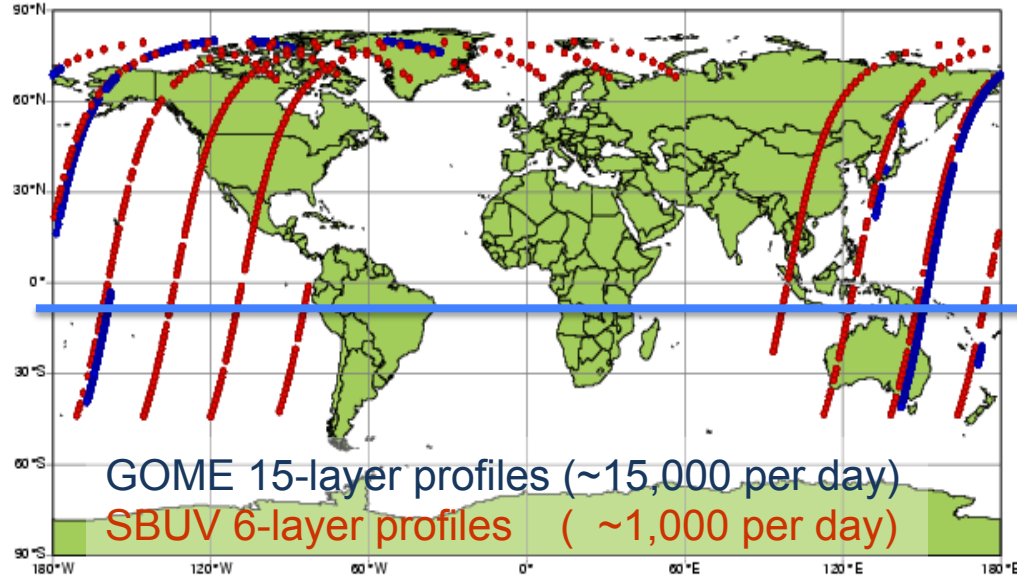 90°N
60°N
30°N
0°
30°S
60°S
GOME 15-layer profiles (~15,000 per day)
SBUV 6-layer profiles ( ~1,000 per day)
90°S
180°W 120°W 60°W 0° 60°E 120°E 180°E